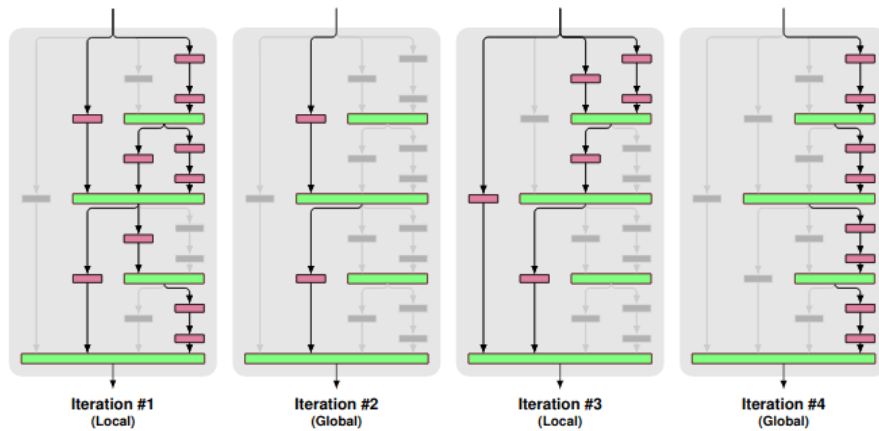 Iteration #1
(Local)
Iteration #2
(Global)
Iteration #3
(Local)
Iteration #4
(Global)